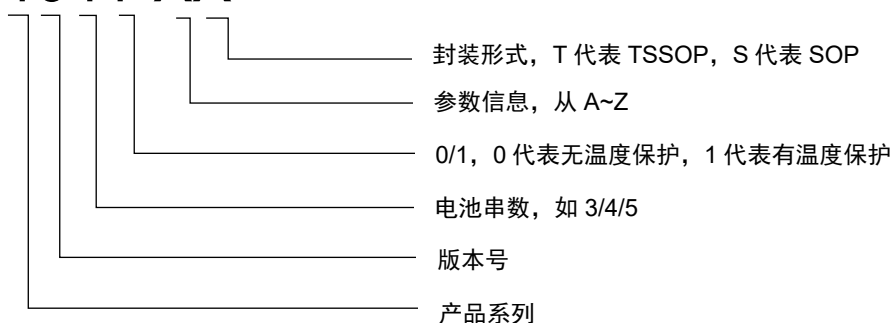 封装形式，T 代表 TSSOP，S 代表 SOP
参数信息，从 A~Z
0/1，0 代表无温度保护，1 代表有温度保护
电池串数，如 3/4/5
版本号
产品系列